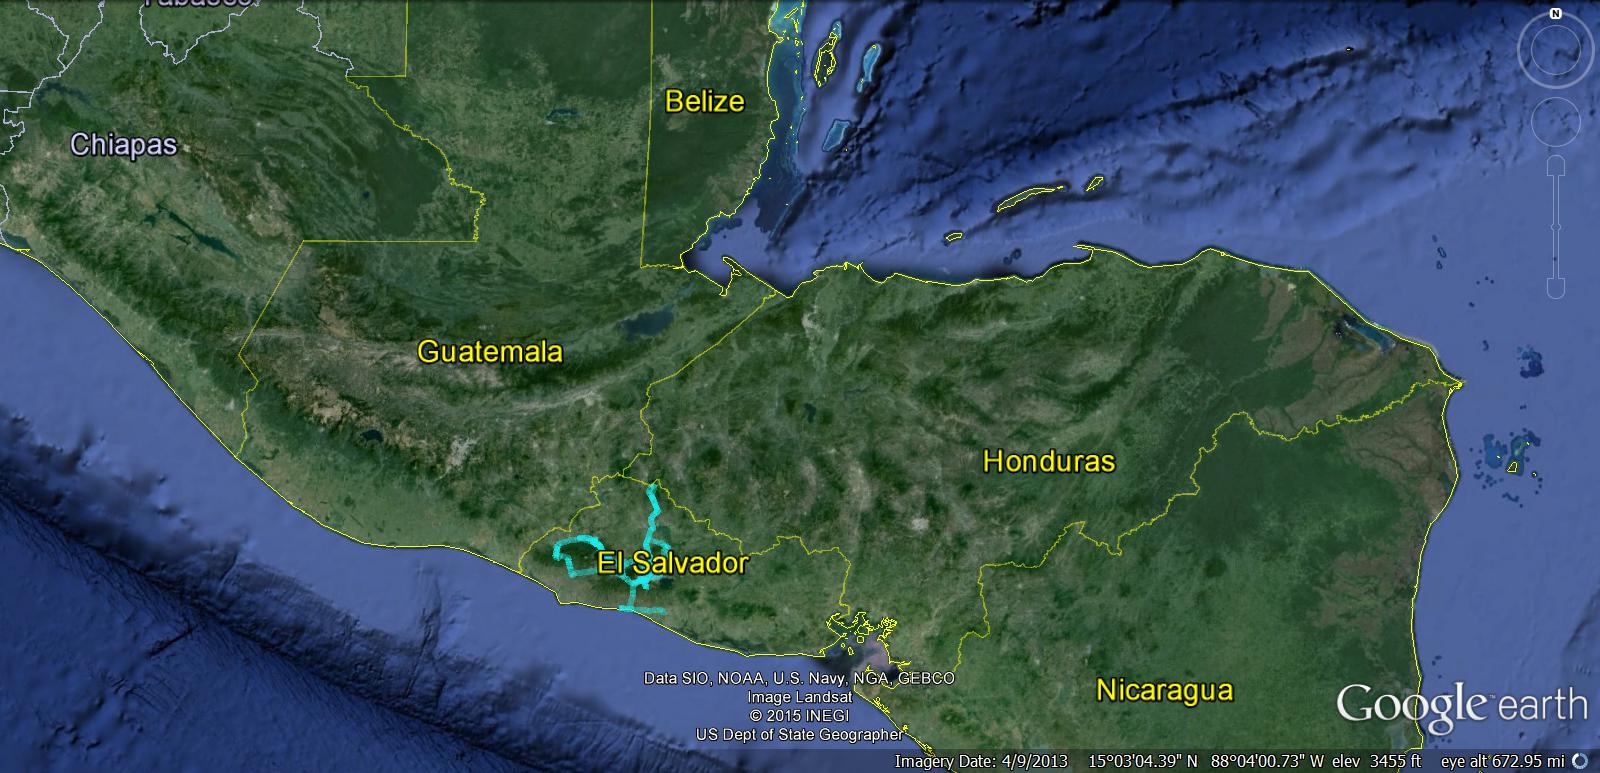 Tabasco
N
Belize
Chiapas
Guatemala
Honduras
El Salvador
Data SIO, NOAA, U.S. Navy, NGA, GEBCO
Image Landsat
© 2015 INEGI
US Dept of State Geographer
Nicaragua
Google earth
Imagery Date: 4/9/2013 15°03'04.39" N 88°04'00.73" W elev 3455 ft eye alt 672.95 mi